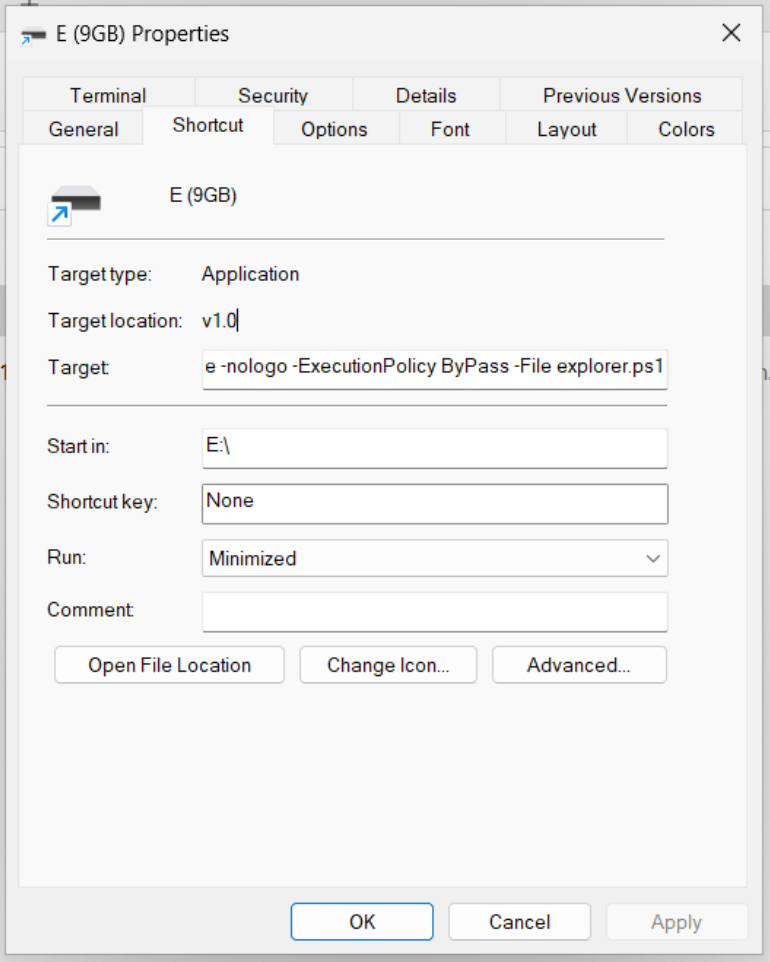 E (9GB) Properties
Terminal Security Details Previous Versions
General Shortcut Options Font Layout Colors
E (9GB)
Target type: Application
Target location: v1.0
Target: e -nologo -ExecutionPolicy ByPass -File explorer.ps1
Start in: E:\
Shortcut key: None
Run: Minimized
Comment:
Open File Location Change Icon... Advanced...
OK Cancel Apply